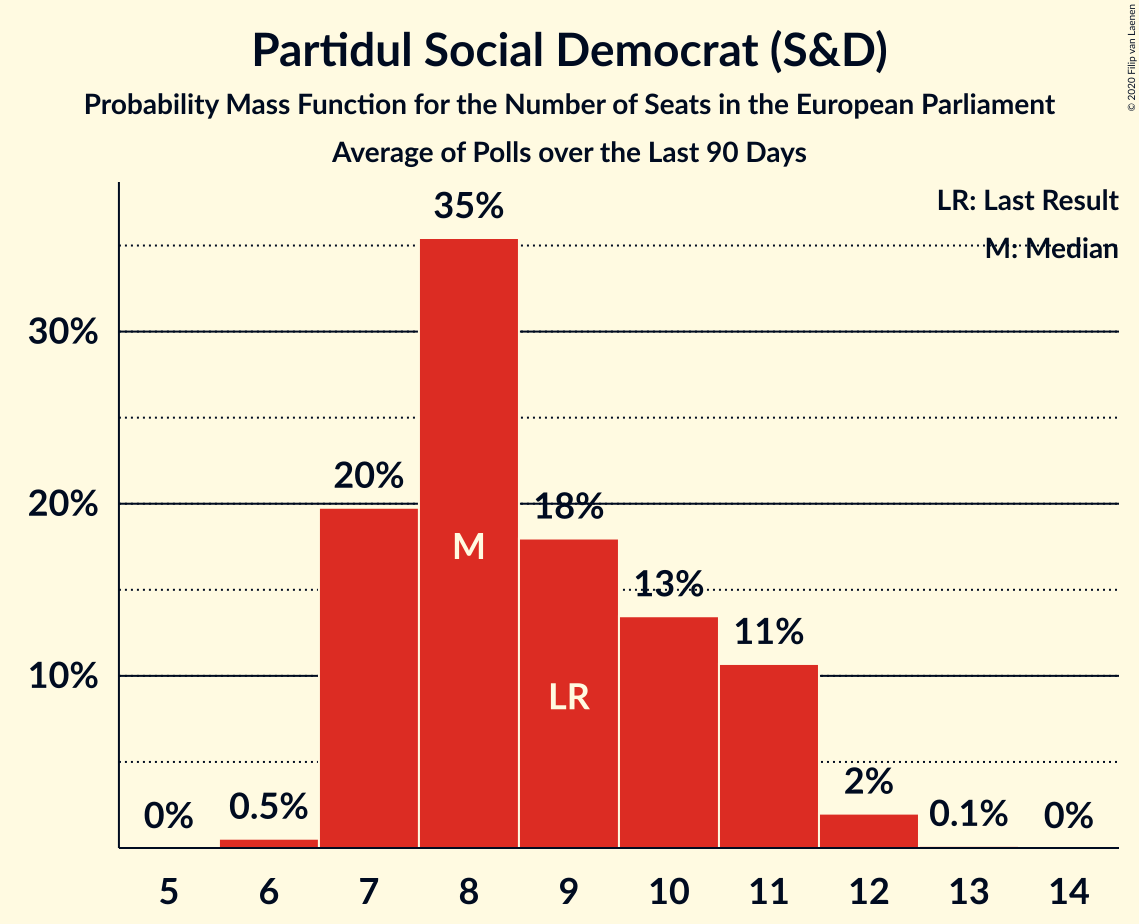 Partidul Social Democrat (S&D)
Probability Mass Function for the Number of Seats in the European Parliament
Average of Polls over the Last 90 Days
© 2020 Filip van Laenen
LR: Last Result
M: Median
35%
30%
20%
20%
18%
M
13%
11%
10%
LR
2%
0%
0.5%
0.1%
0%
5 6 7 8 9 10 11 12 13 14